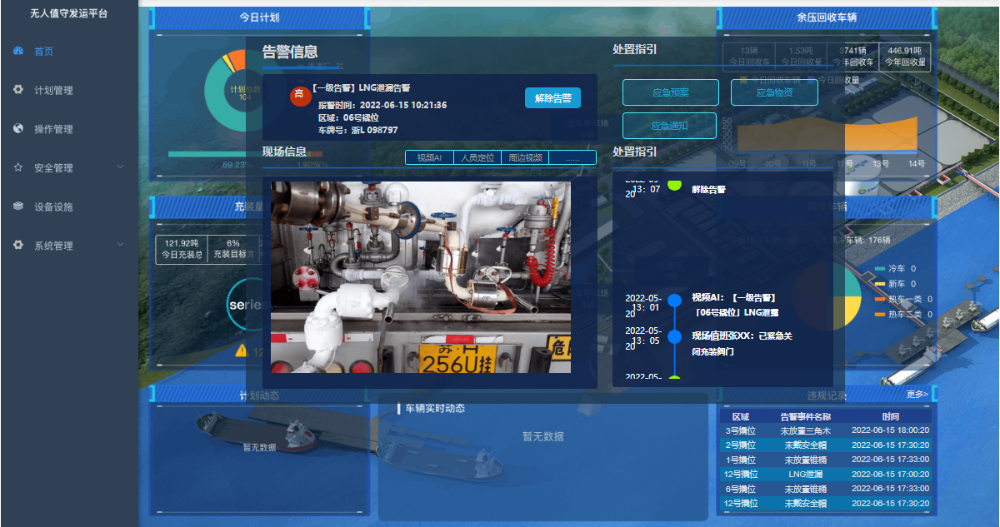 无人值守发运平台
首页
计划管理
操作管理
安全管理
设备设施
系统管理
今日计划
计划总数
104
69.23%
充装量
121.92吨
今日充装总
6%
充装目标完
series
12
计划动态
暂无数据
告警信息
高
【一级告警】LNG泄漏告警
报警时间：2022-06-15 10:21:36
区域：06号撬位
车牌号：浙L 098797
解除告警
现场信息
视频AI
人员定位
周边视频
......
苏·H
256U挂
危
处置指引
应急预案
应急物资
应急通知
处置指引
13：07
20
解除告警
2022-05-
13：01
20
视频AI：【一级告警】
「06号撬位」LNG泄露
2022-05-
13：05
20
现场值班张XX：已紧急关
闭充装阀门
2022-05-
车辆实时动态
暂无数据
余压回收车辆
13辆
今日回收车
1.53吨
今日回收量
3741辆
今年回收车
446.91吨
今年回收量
今日回收车辆
今日回收量
50
40
30
20
10
09号
10号
11号
12号
13号
14号
车辆
冷车：176辆
冷车 0
新车 0
热车一类 0
热车二类 0
违规记录
更多>
区域 告警事件名称 时间
3号撬位 未放置三角木 2022-06-15 18:00:20
2号撬位 未戴安全帽 2022-06-15 17:30:20
1号撬位 未放置锥桶 2022-06-15 17:33:00
12号撬位 LNG泄漏 2022-06-15 17:00:20
6号撬位 未放置锥桶 2022-06-15 17:33:00
12号撬位 未戴安全帽 2022-06-15 17:30:20